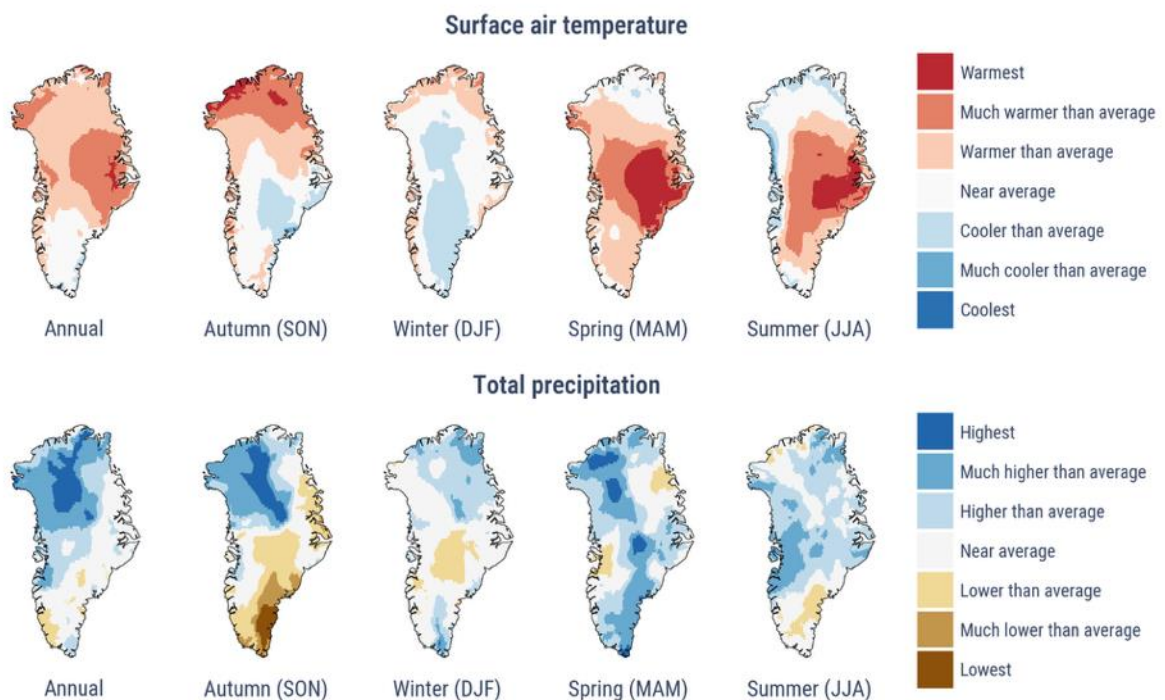 Surface air temperature
Warmest
Much warmer than average
Warmer than average
Near average
Cooler than average
Much cooler than average
Coolest
Annual
Autumn (SON)
Winter (DJF)
Spring (MAM)
Summer (JJA)
Total precipitation
Highest
Much higher than average
Higher than average
Near average
Lower than average
Much lower than average
Lowest
Annual
Autumn (SON)
Winter (DJF)
Spring (MAM)
Summer (JJA)